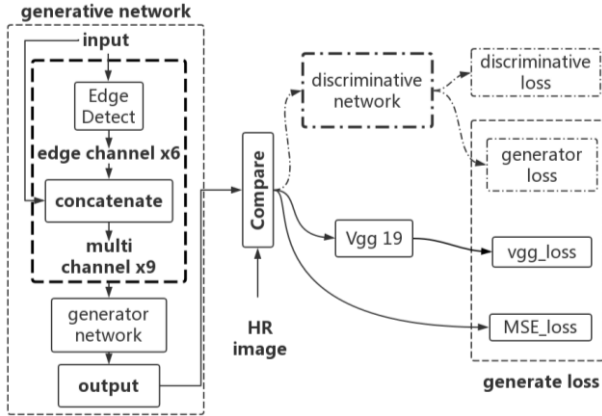 generative network
input
Edge
Detect
edge channel x6
concatenate
multi
channel x9
generator
network
output
Compare
HR
image
discriminative
network
Vgg 19
discriminative
loss
generator
loss
vgg_loss
MSE_loss
generate loss